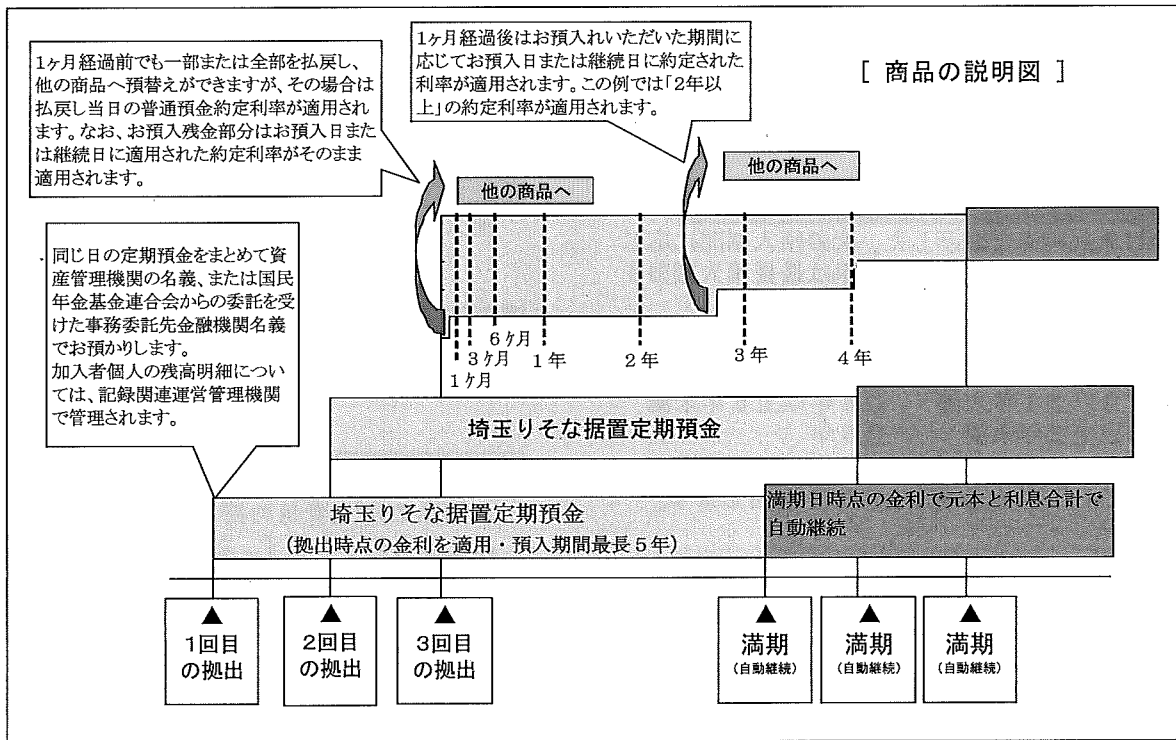 1ヶ月経過前でも一部または全部を払戻し、
他の商品へ預替えができますが、その場合は
払戻し当日の普通預金約定利率が適用され
ます。なお、お預入残金部分はお預入日また
は継続日に適用された約定利率がそのまま
適用されます。
1ヶ月経過後はお預入れいただいた期間に
応じてお預入日または継続日に約定された
利率が適用されます。この例では「2年以
上」の約定利率が適用されます。
[ 商品の説明図 ]
他の商品へ
他の商品へ
同じ日の定期預金をまとめて資
産管理機関の名義、または国民
年金基金連合会からの委託を受
けた事務委託先金融機関名義
でお預かりします。
加入者個人の残高明細につい
ては、記録関連運営管理機関
で管理されます。
1ヶ月
3ヶ月
6ヶ月
1年
2年
3年
4年
埼玉りそな据置定期預金
埼玉りそな据置定期預金
(拠出時点の金利を適用・預入期間最長5年)
満期日時点の金利で元本と利息合計で
自動継続
▲
1回目
の拠出
▲
2回目
の拠出
▲
3回目
の拠出
▲
満期
(自動継続)
▲
満期
(自動継続)
▲
満期
(自動継続)